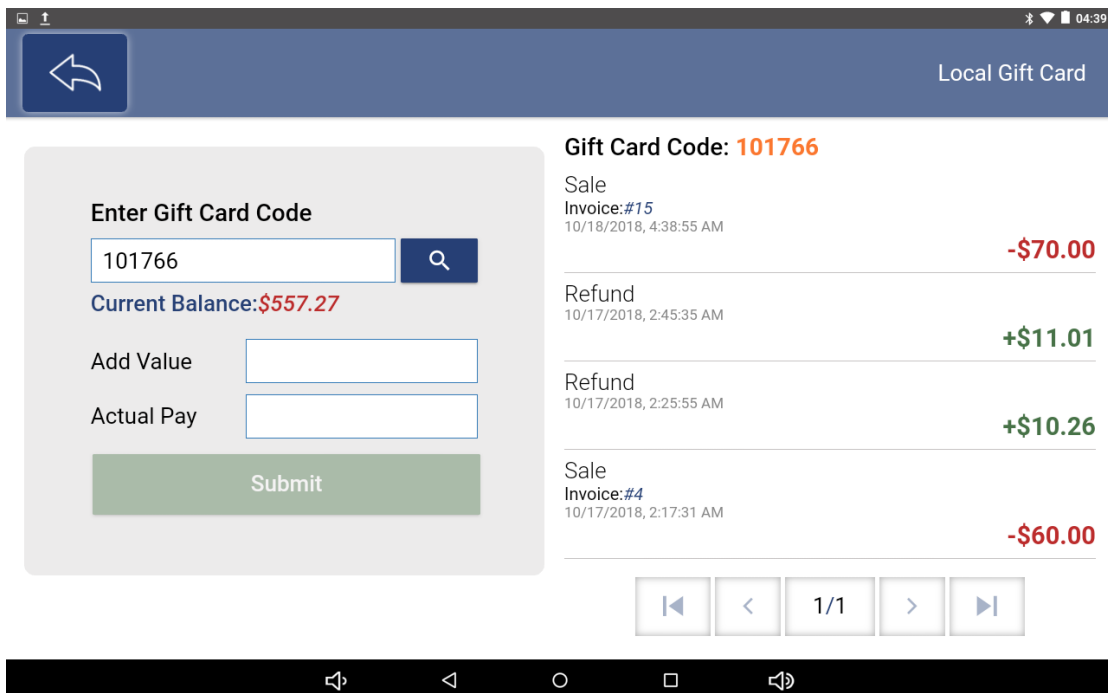 04:39
Local Gift Card
Enter Gift Card Code
101766
Current Balance:$557.27
Add Value
Actual Pay
Submit
Gift Card Code: 101766
Sale
Invoice:#15
10/18/2018, 4:38:55 AM
-$70.00
Refund
10/17/2018, 2:45:35 AM
+$11.01
Refund
10/17/2018, 2:25:55 AM
+$10.26
Sale
Invoice:#4
10/17/2018, 2:17:31 AM
-$60.00
1/1